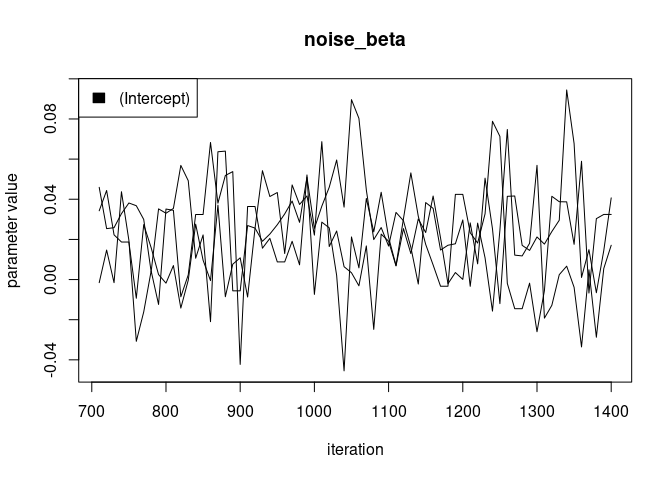 noise_beta
(Intercept)
parameter value
-0.04
0.00
0.04
0.08
700 800 900 1000 1100 1200 1300 1400
iteration